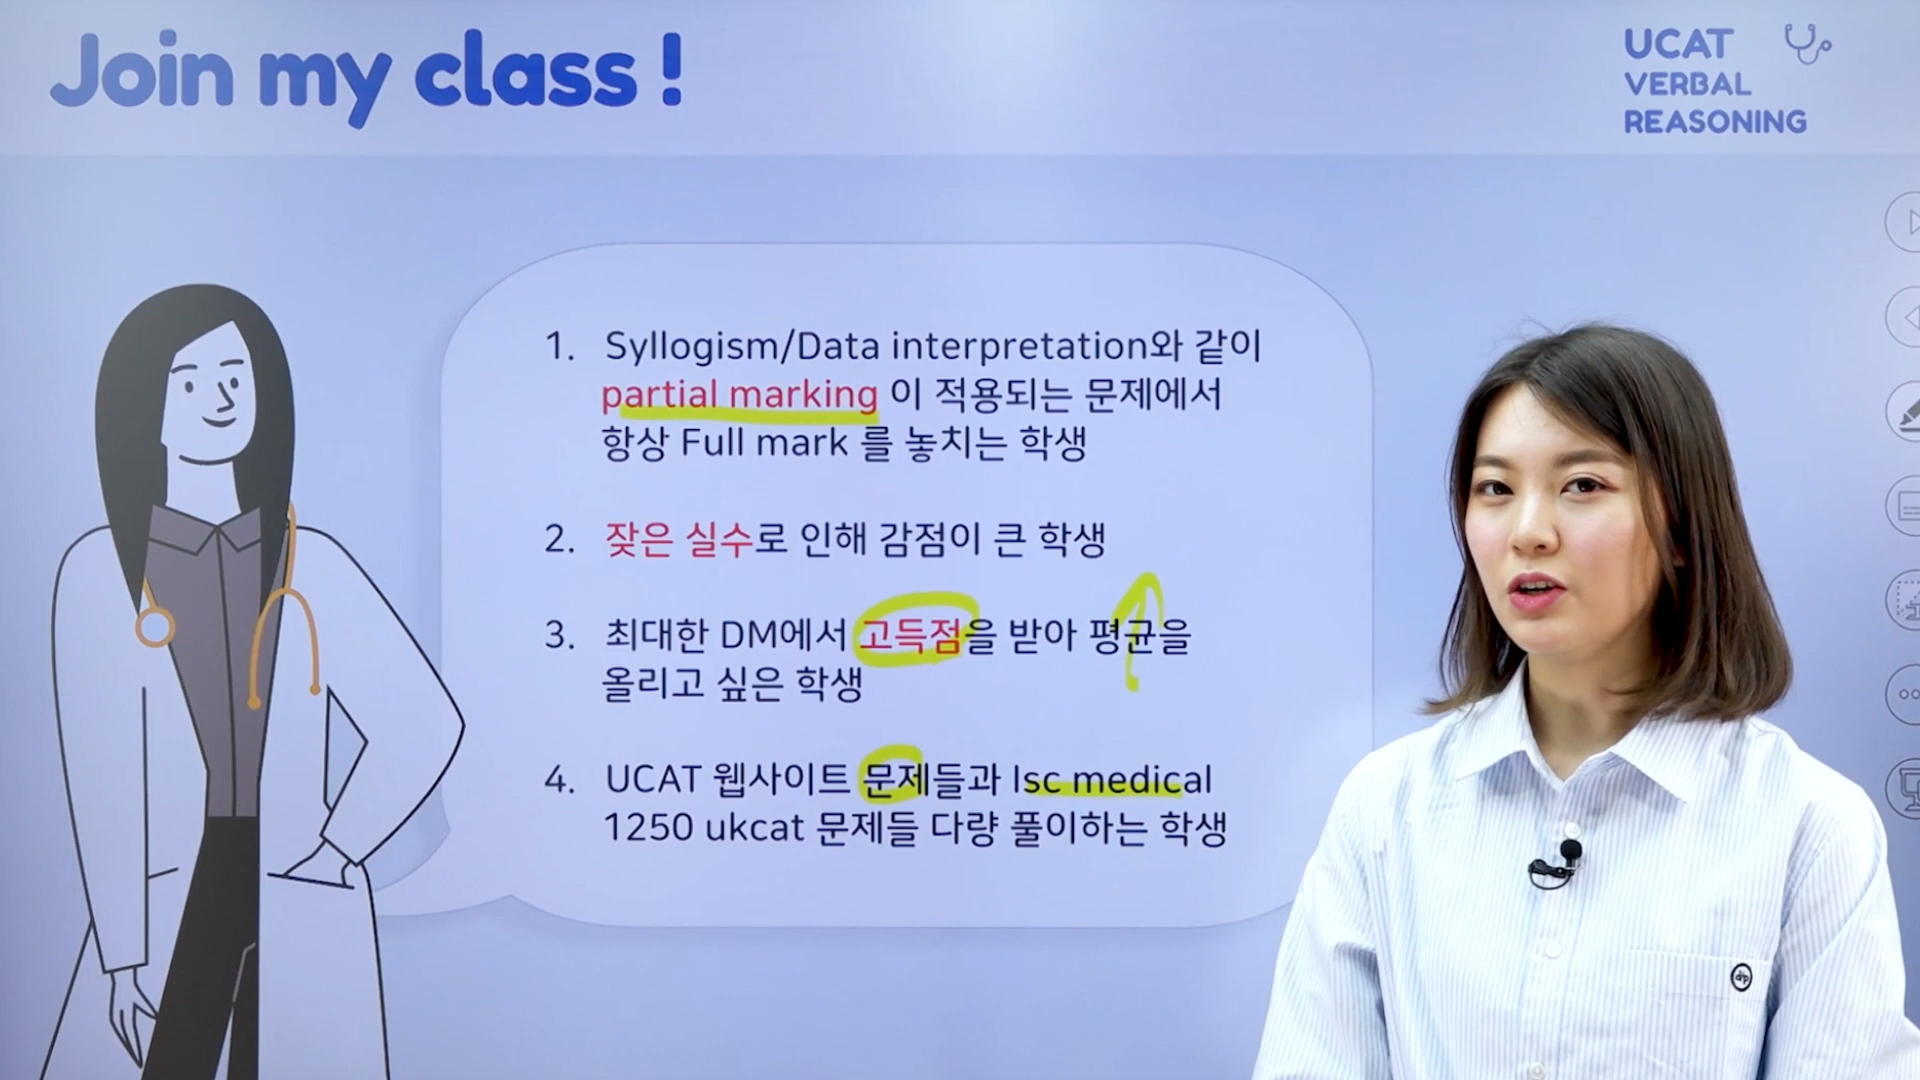 Join my class !
UCAT
VERBAL
REASONING
1. Syllogism/Data interpretation와 같이
partial marking 이 적용되는 문제에서
항상 Full mark 를 놓치는 학생
2. 잦은 실수로 인해 감점이 큰 학생
3. 최대한 DM에서 고득점을 받아 평균을
올리고 싶은 학생
4. UCAT 웹사이트 문제들과 Isc medical
1250 ukcat 문제들 다량 풀이하는 학생
dp